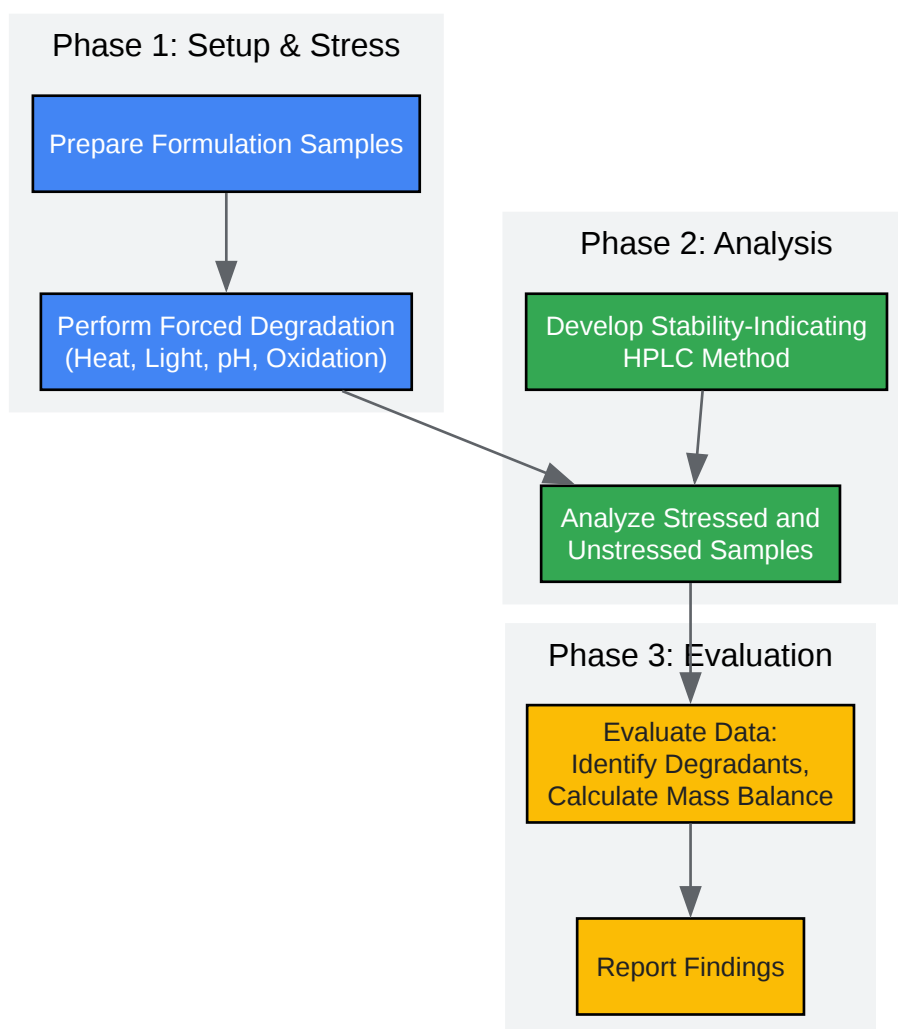 Phase 1: Setup & Stress
Prepare Formulation Samples
Perform Forced Degradation
(Heat, Light, pH, Oxidation)
Phase 2: Analysis
Develop Stability-Indicating
HPLC Method
Analyze Stressed and
Unstressed Samples
Phase 3: Evaluation
Evaluate Data:
Identify Degradants,
Calculate Mass Balance
Report Findings